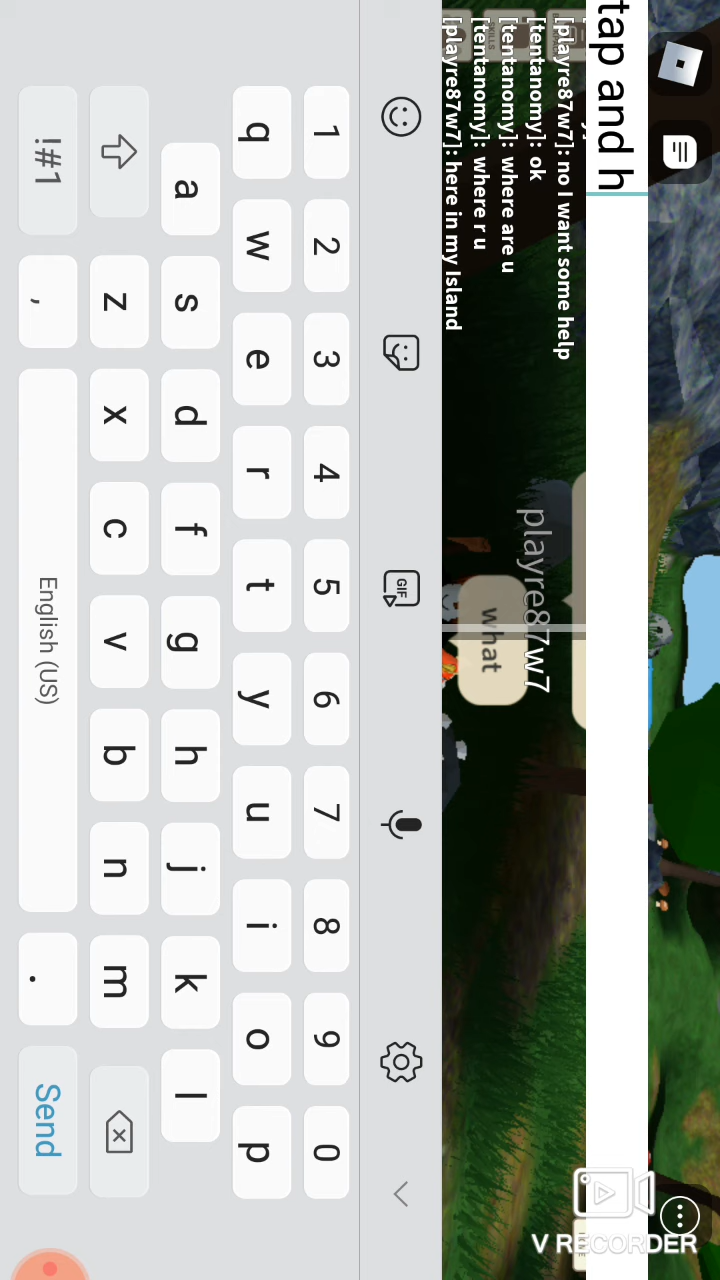 tap and h
[playre87w7]: no I want some help
[tentanomy]: ok
[tentanomy]: where are u
[tentanomy]: where r u
[playre87w7]: here in my Island
playre87w7
what
GIF
1 2 3 4 5 6 7 8 9 0
q w e r t y u i o p
a s d f g h j k l
z x c v b n m
!#1 , English (US) . Send
V RECORDER